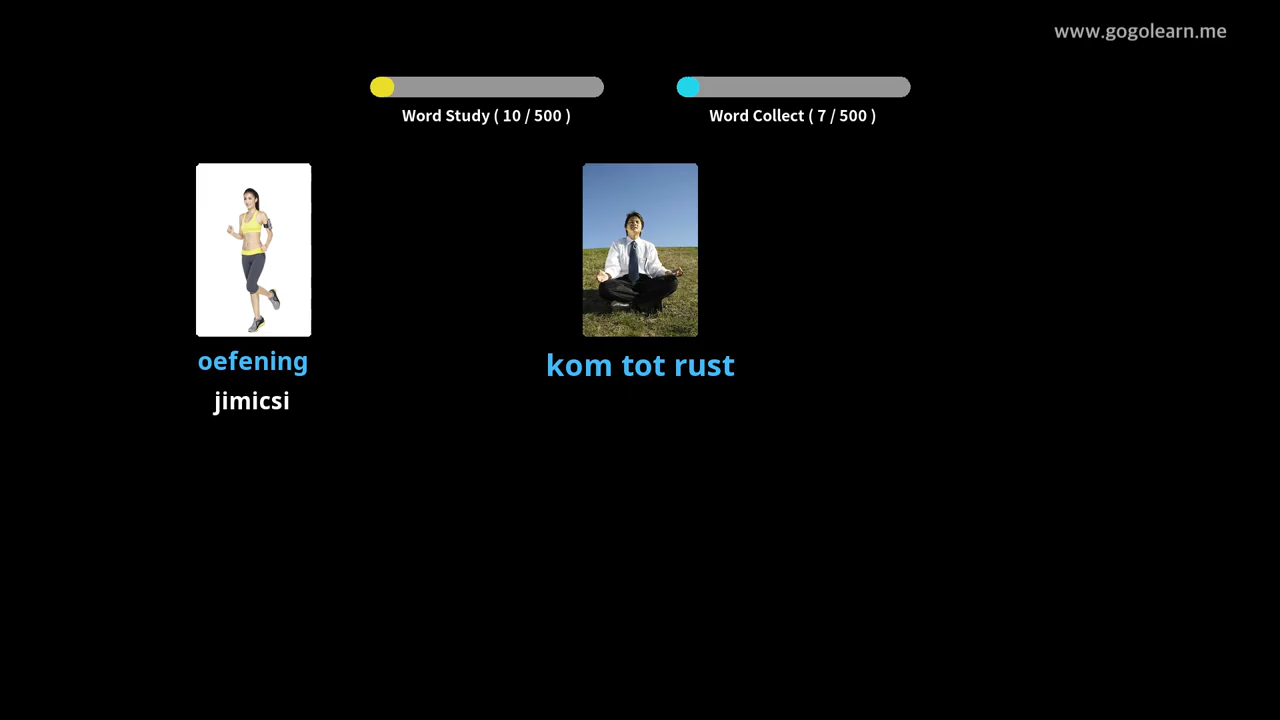 www.gogolearn.me
Word Study ( 10 / 500 )
Word Collect ( 7 / 500 )
oefening
jimicsi
kom tot rust